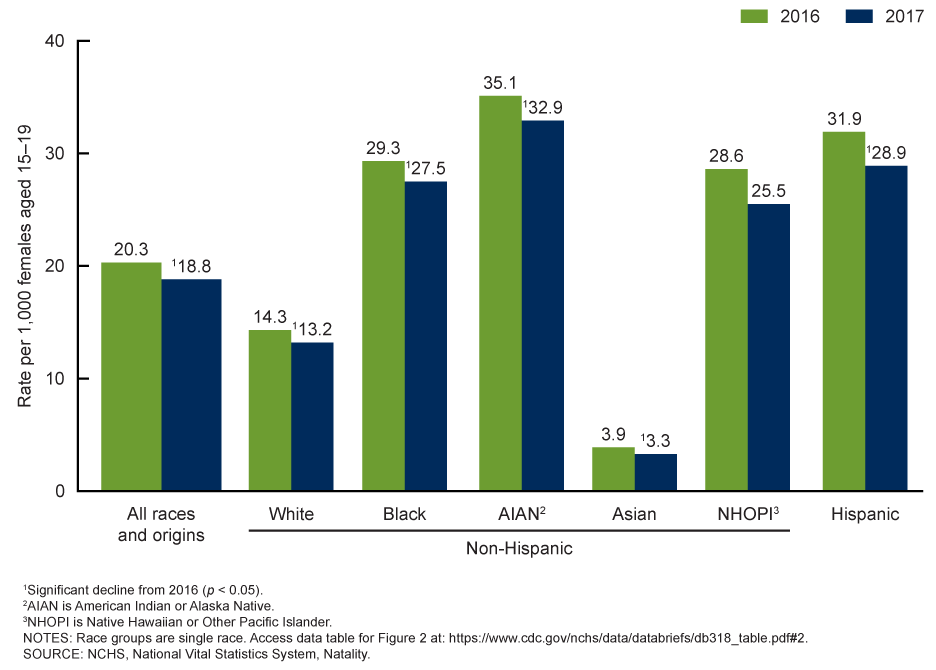 2016 2017
40
30
20
10
0
Rate per 1,000 females aged 15–19
20.3 ¹18.8
14.3 ¹13.2
29.3 ¹27.5
35.1 ¹32.9
3.9 ¹3.3
28.6 25.5
31.9 ¹28.9
All races
and origins
White Black AIAN² Asian NHOPI³ Hispanic
Non-Hispanic
¹Significant decline from 2016 (p < 0.05).
²AIAN is American Indian or Alaska Native.
³NHOPI is Native Hawaiian or Other Pacific Islander.
NOTES: Race groups are single race. Access data table for Figure 2 at: https://www.cdc.gov/nchs/data/databriefs/db318_table.pdf#2.
SOURCE: NCHS, National Vital Statistics System, Natality.